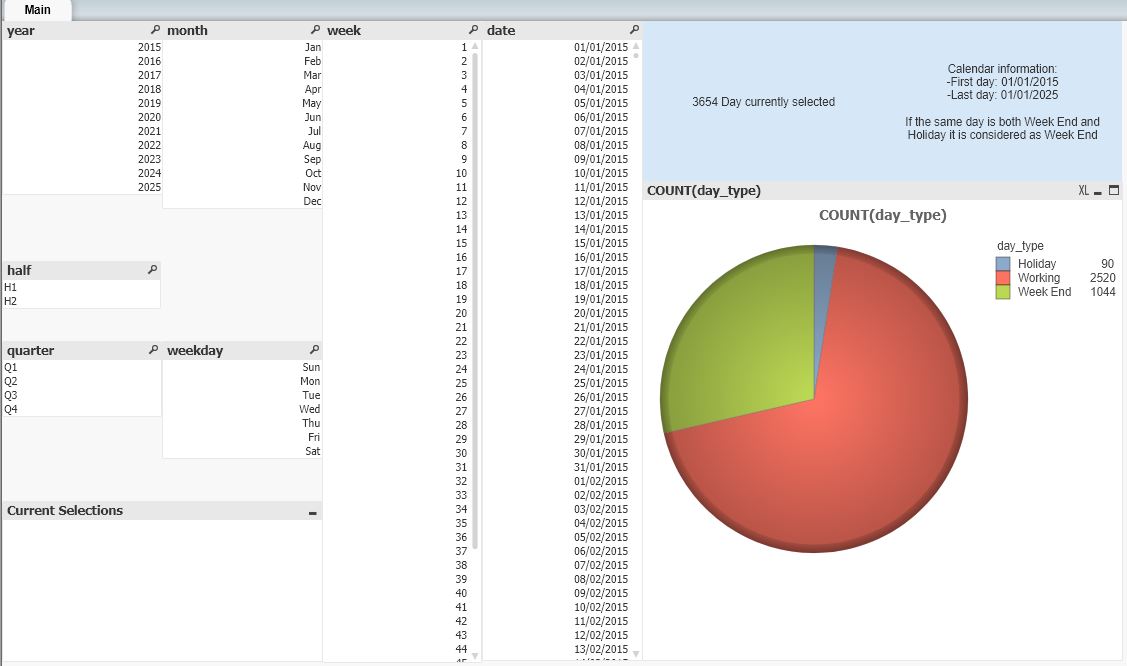 Main
year
2015
2016
2017
2018
2019
2020
2021
2022
2023
2024
2025
month
Jan
Feb
Mar
Apr
May
Jun
Jul
Aug
Sep
Oct
Nov
Dec
half
H1
H2
quarter
Q1
Q2
Q3
Q4
weekday
Sun
Mon
Tue
Wed
Thu
Fri
Sat
Current Selections
week
1
2
3
4
5
6
7
8
9
10
11
12
13
14
15
16
17
18
19
20
21
22
23
24
25
26
27
28
29
30
31
32
33
34
35
36
37
38
39
40
41
42
43
44
45
date
01/01/2015
02/01/2015
03/01/2015
04/01/2015
05/01/2015
06/01/2015
07/01/2015
08/01/2015
09/01/2015
10/01/2015
11/01/2015
12/01/2015
13/01/2015
14/01/2015
15/01/2015
16/01/2015
17/01/2015
18/01/2015
19/01/2015
20/01/2015
21/01/2015
22/01/2015
23/01/2015
24/01/2015
25/01/2015
26/01/2015
27/01/2015
28/01/2015
29/01/2015
30/01/2015
31/01/2015
01/02/2015
02/02/2015
03/02/2015
04/02/2015
05/02/2015
06/02/2015
07/02/2015
08/02/2015
09/02/2015
10/02/2015
11/02/2015
12/02/2015
13/02/2015
3654 Day currently selected
Calendar information:
-First day: 01/01/2015
-Last day: 01/01/2025
If the same day is both Week End and
Holiday it is considered as Week End
COUNT(day_type)
XL
COUNT(day_type)
day_type
Holiday 90
Working 2520
Week End 1044